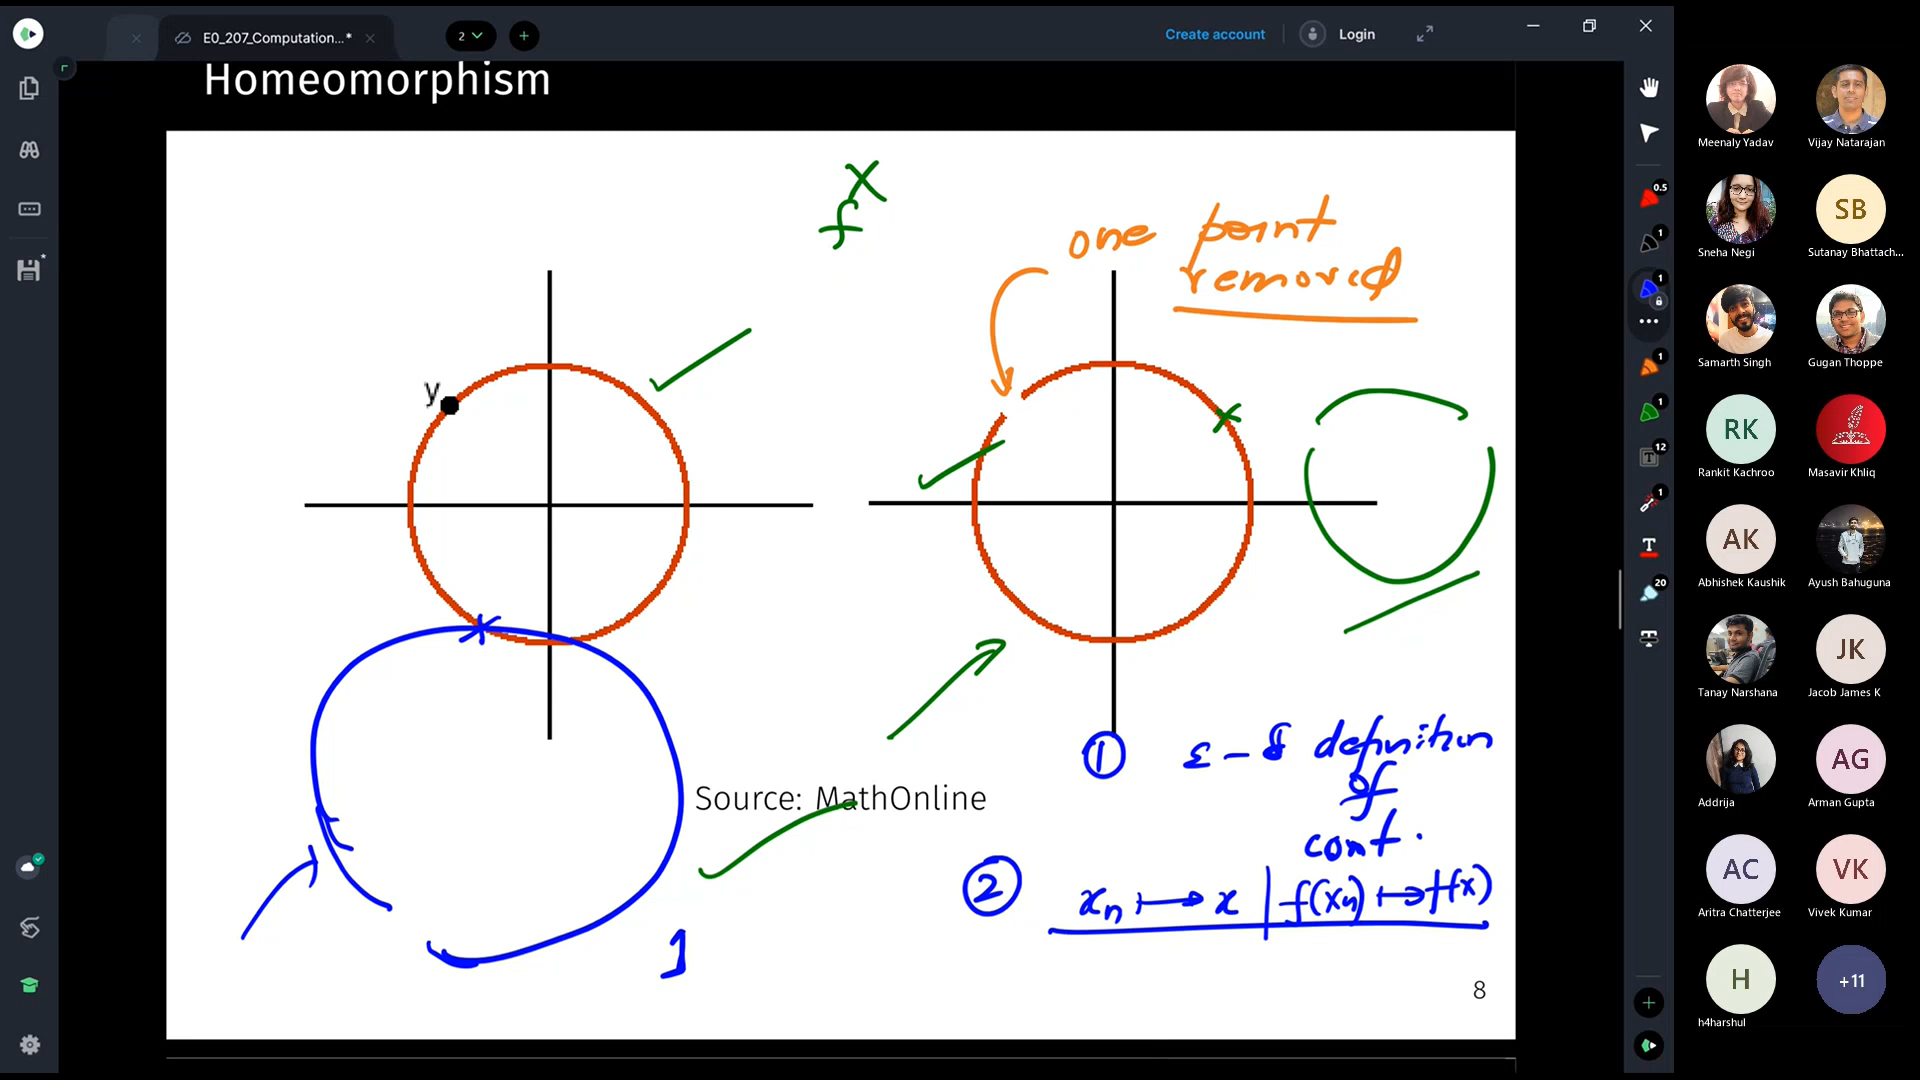 E0_207_Computation...*
2
Create account
Login
Homeomorphism
X
f
one point
removed
y
① ε - δ definition
of
cont.
Source: MathOnline
② xn ↦ x | f(xn) ↦ f(x)
8
0.5
1
1
1
1
12
1
T
20
Meenaly Yadav
Vijay Natarajan
Sneha Negi
SB
Sutanay Bhattach...
Samarth Singh
Gugan Thoppe
RK
Rankit Kachroo
Masavir Khliq
AK
Abhishek Kaushik
Ayush Bahuguna
Tanay Narshana
JK
Jacob James K
Addrija
AG
Arman Gupta
AC
Aritra Chatterjee
VK
Vivek Kumar
H
h4harshul
+11